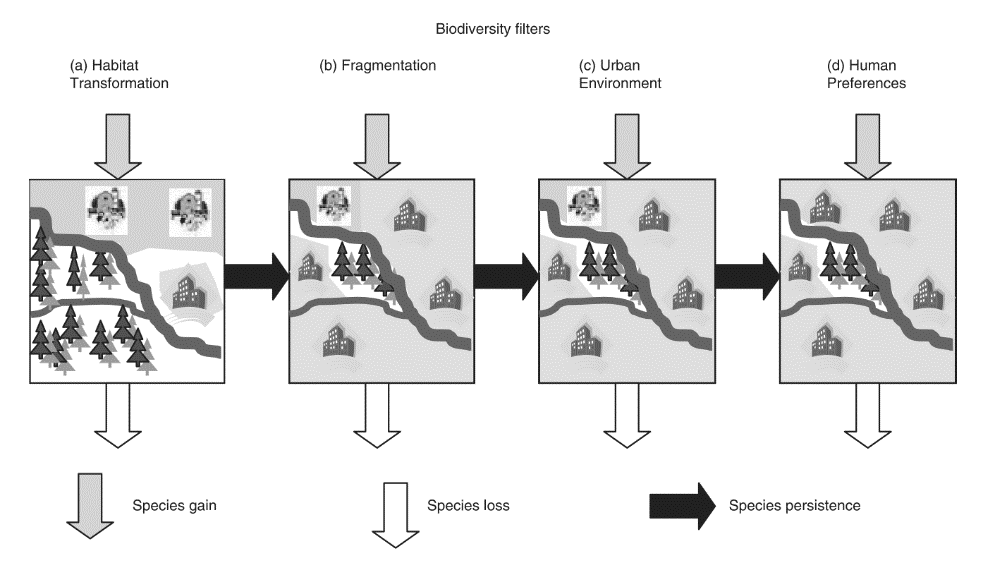 Biodiversity filters
(a) Habitat
Transformation
(b) Fragmentation
(c) Urban
Environment
(d) Human
Preferences
Species gain
Species loss
Species persistence